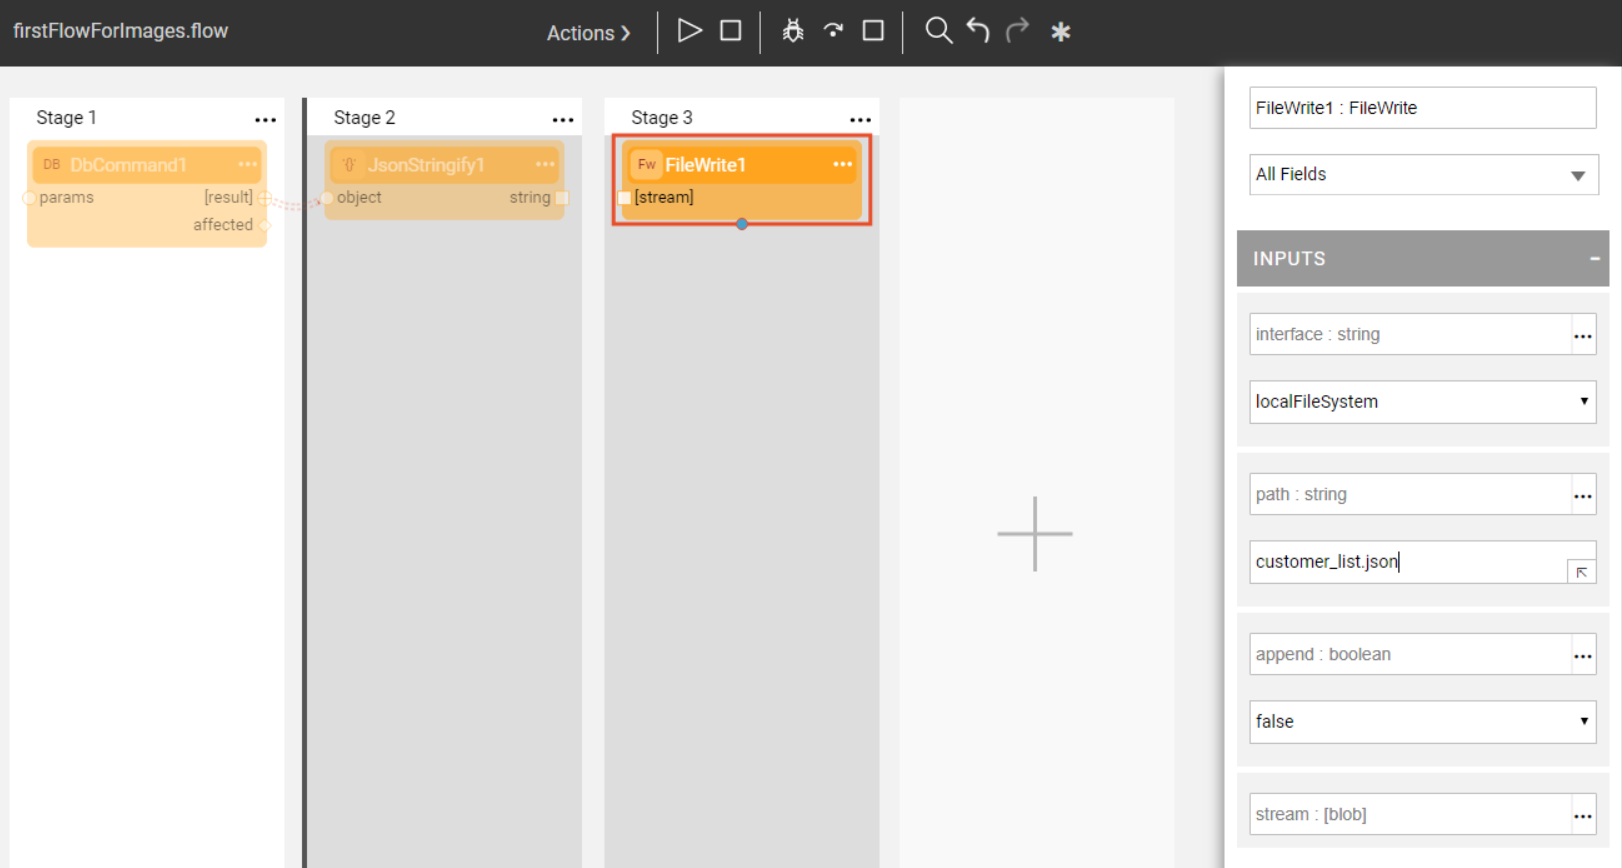 firstFlowForImages.flow
Actions
Stage 1
DB DbCommand1
params [result]
affected
Stage 2
JsonStringify1
object string
Stage 3
Fw FileWrite1
[stream]
FileWrite1 : FileWrite
All Fields
INPUTS
interface : string
localFileSystem
path : string
customer_list.json
append : boolean
false
stream : [blob]